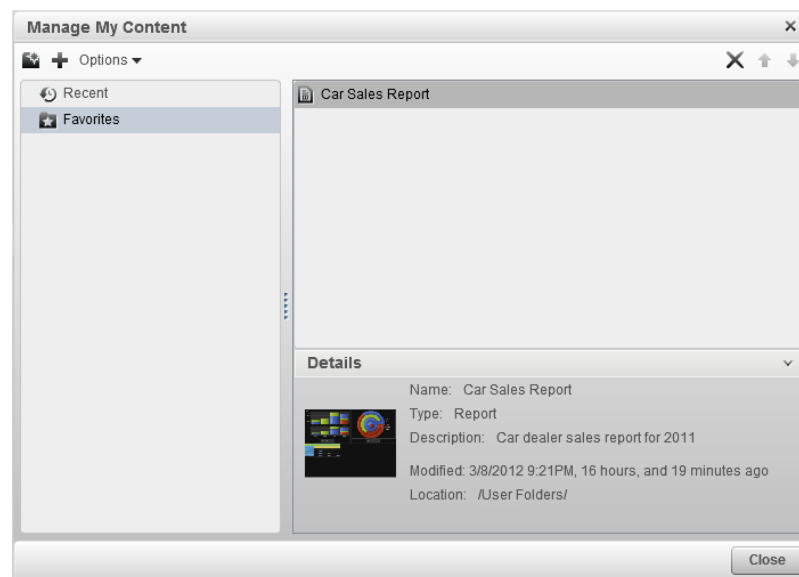 Manage My Content
Options
Recent
Favorites
Car Sales Report
Details
Name: Car Sales Report
Type: Report
Description: Car dealer sales report for 2011
Modified: 3/8/2012 9:21PM, 16 hours, and 19 minutes ago
Location: /User Folders/
Close